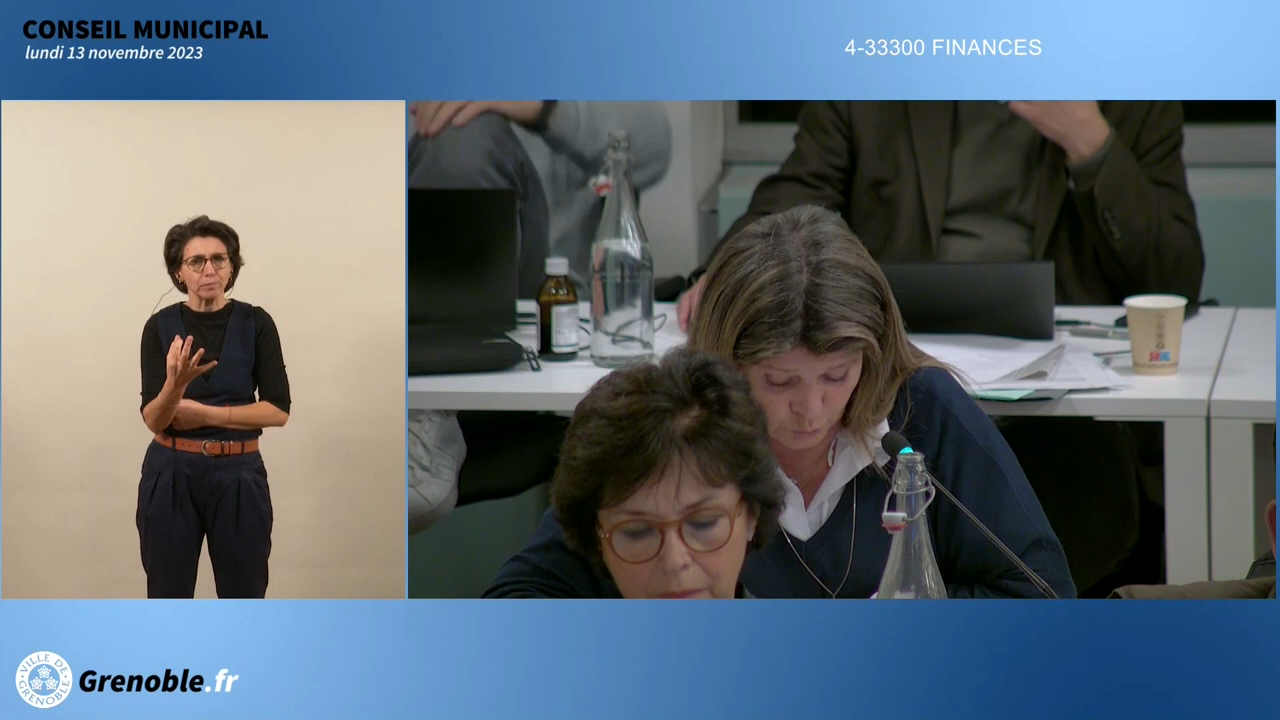 CONSEIL MUNICIPAL
lundi 13 novembre 2023
4-33300 FINANCES
VILLE DE
GRENOBLE
Grenoble.fr